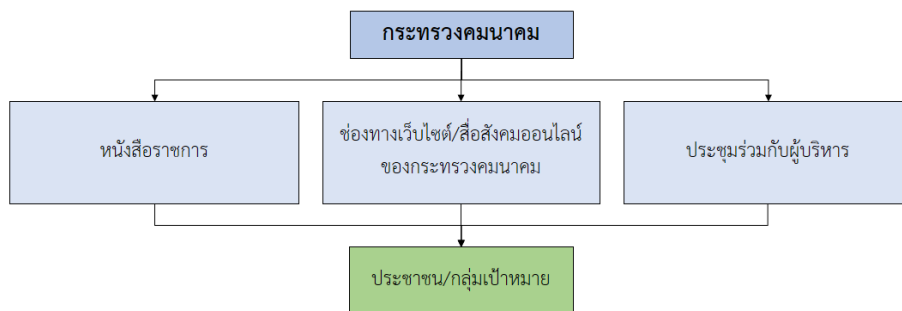 กระทรวงคมนาคม
หนังสือราชการ
ช่องทางเว็บไซต์/สื่อสังคมออนไลน์
ของกระทรวงคมนาคม
ประชุมร่วมกับผู้บริหาร
ประชาชน/กลุ่มเป้าหมาย